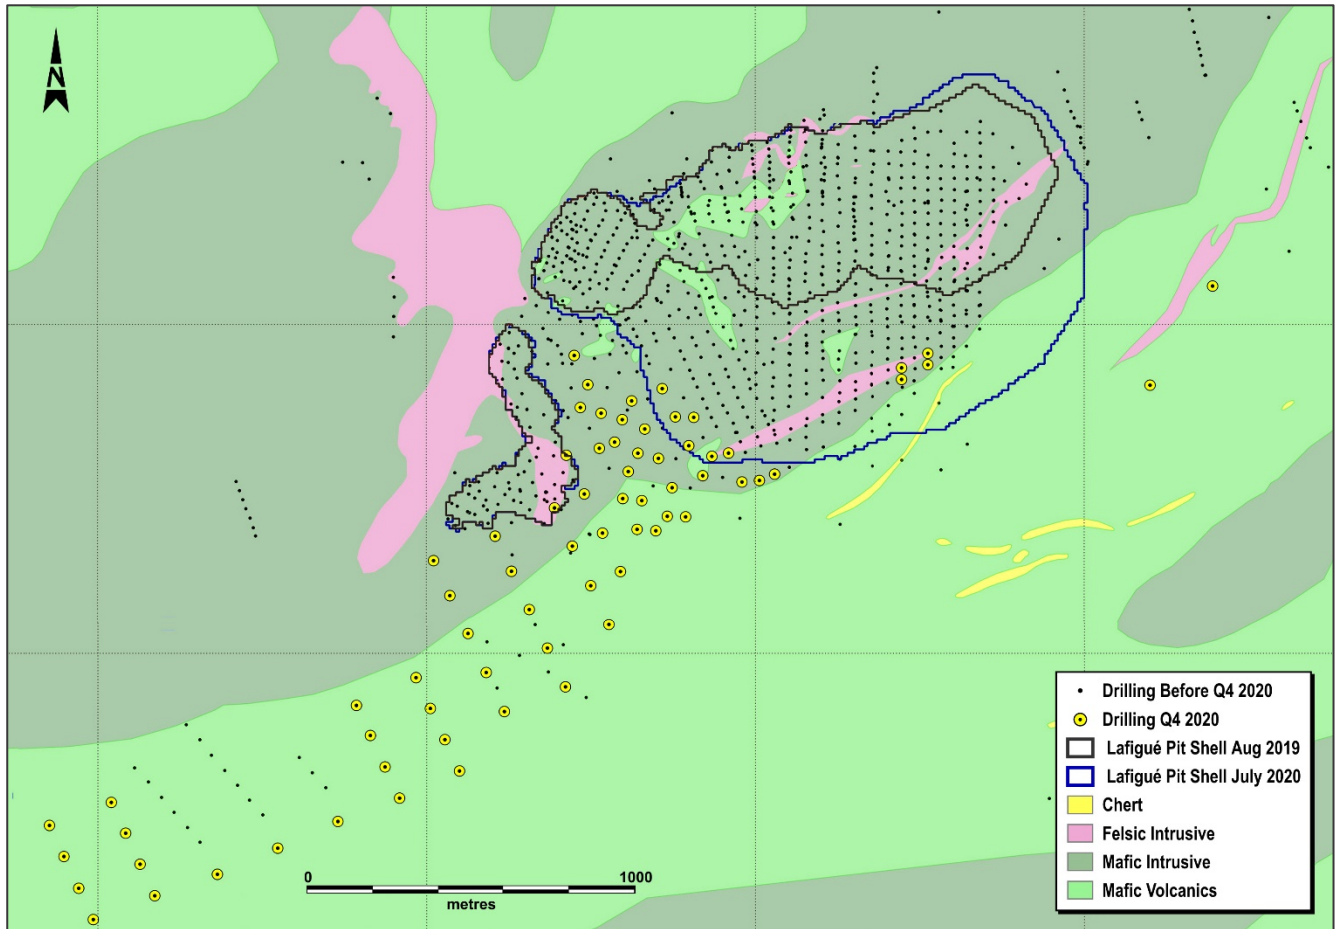 N
Drilling Before Q4 2020
Drilling Q4 2020
Lafigué Pit Shell Aug 2019
Lafigué Pit Shell July 2020
Chert
Felsic Intrusive
Mafic Intrusive
Mafic Volcanics
0 1000
metres